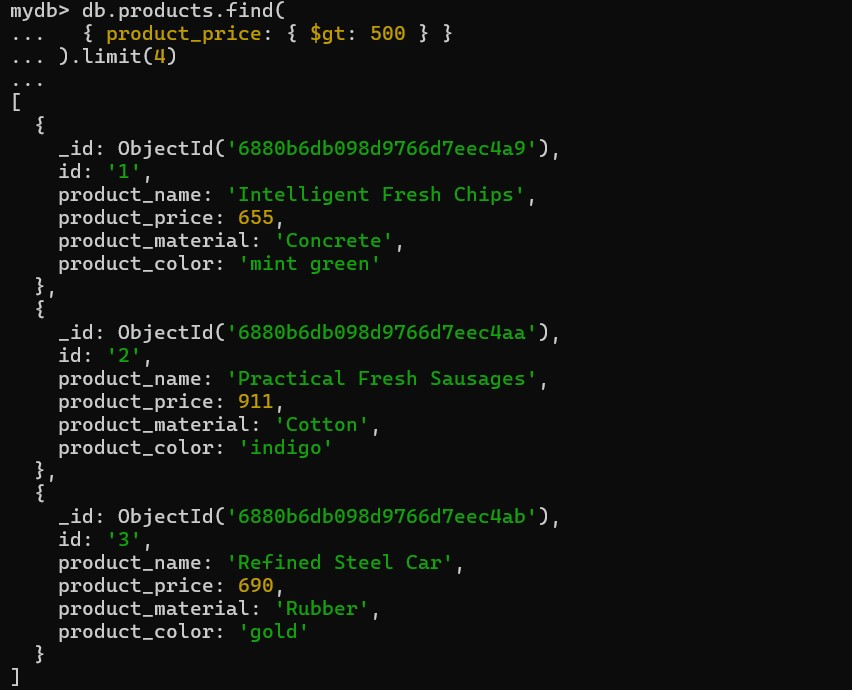 mydb> db.products.find(
...   { product_price: { $gt: 500 } }
... ).limit(4)
...
[
  {
    _id: ObjectId('6880b6db098d9766d7eec4a9'),
    id: '1',
    product_name: 'Intelligent Fresh Chips',
    product_price: 655,
    product_material: 'Concrete',
    product_color: 'mint green'
  },
  {
    _id: ObjectId('6880b6db098d9766d7eec4aa'),
    id: '2',
    product_name: 'Practical Fresh Sausages',
    product_price: 911,
    product_material: 'Cotton',
    product_color: 'indigo'
  },
  {
    _id: ObjectId('6880b6db098d9766d7eec4ab'),
    id: '3',
    product_name: 'Refined Steel Car',
    product_price: 690,
    product_material: 'Rubber',
    product_color: 'gold'
  }
]